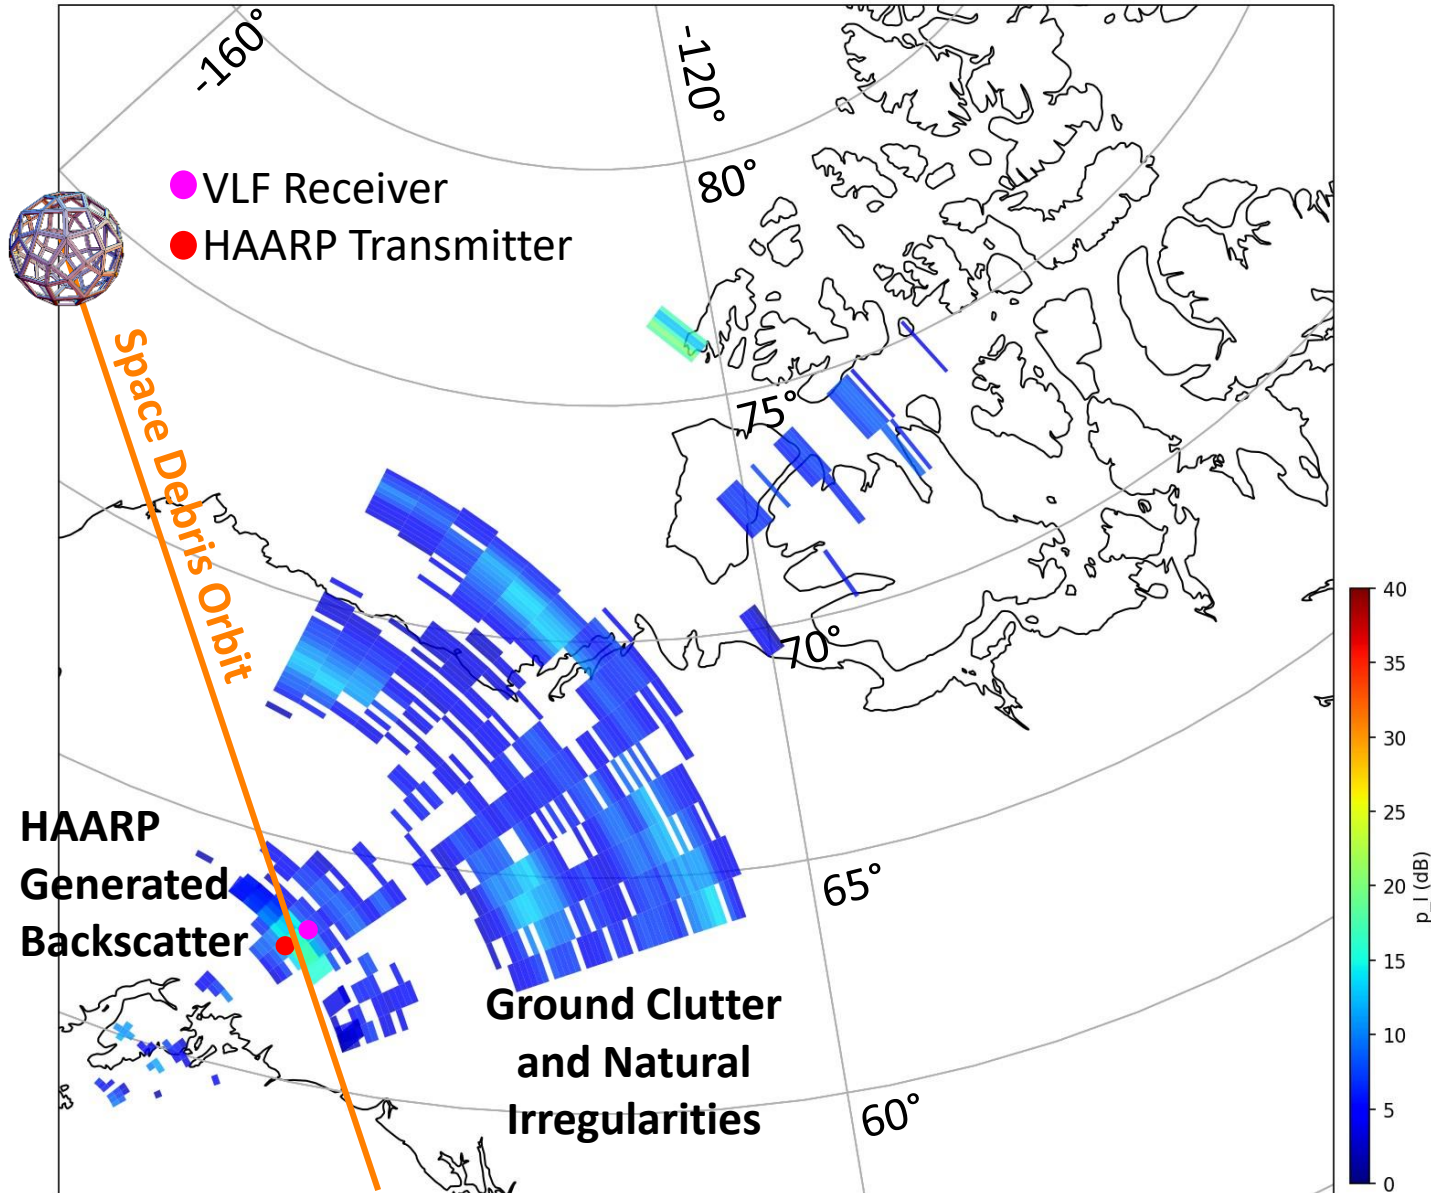 -160°
-120°
VLF Receiver
80°
HAARP Transmitter
Space Debris Orbit
75°
70°
40
35
30
25
20
15
10
5
0
p_l (dB)
HAARP
Generated
Backscatter
65°
Ground Clutter
and Natural
Irregularities
60°